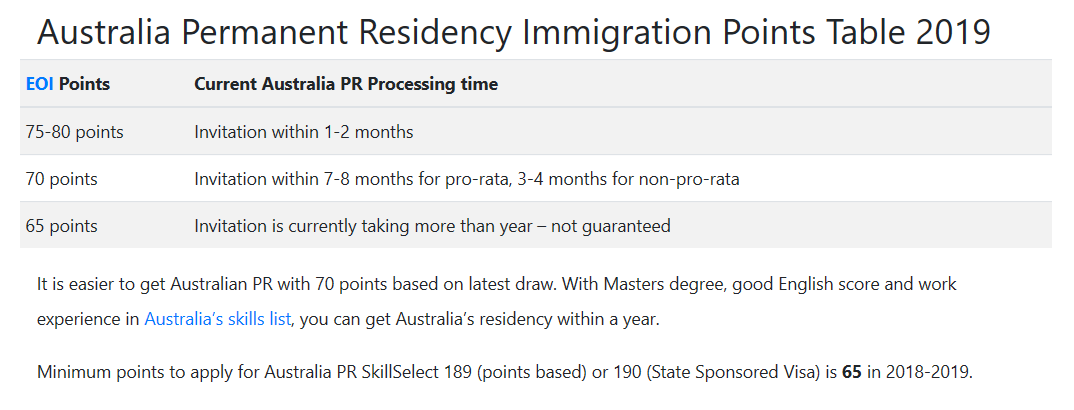 Australia Permanent Residency Immigration Points Table 2019
EOI Points Current Australia PR Processing time
75-80 points Invitation within 1-2 months
70 points Invitation within 7-8 months for pro-rata, 3-4 months for non-pro-rata
65 points Invitation is currently taking more than year – not guaranteed
It is easier to get Australian PR with 70 points based on latest draw. With Masters degree, good English score and work
experience in Australia’s skills list, you can get Australia’s residency within a year.
Minimum points to apply for Australia PR SkillSelect 189 (points based) or 190 (State Sponsored Visa) is 65 in 2018-2019.